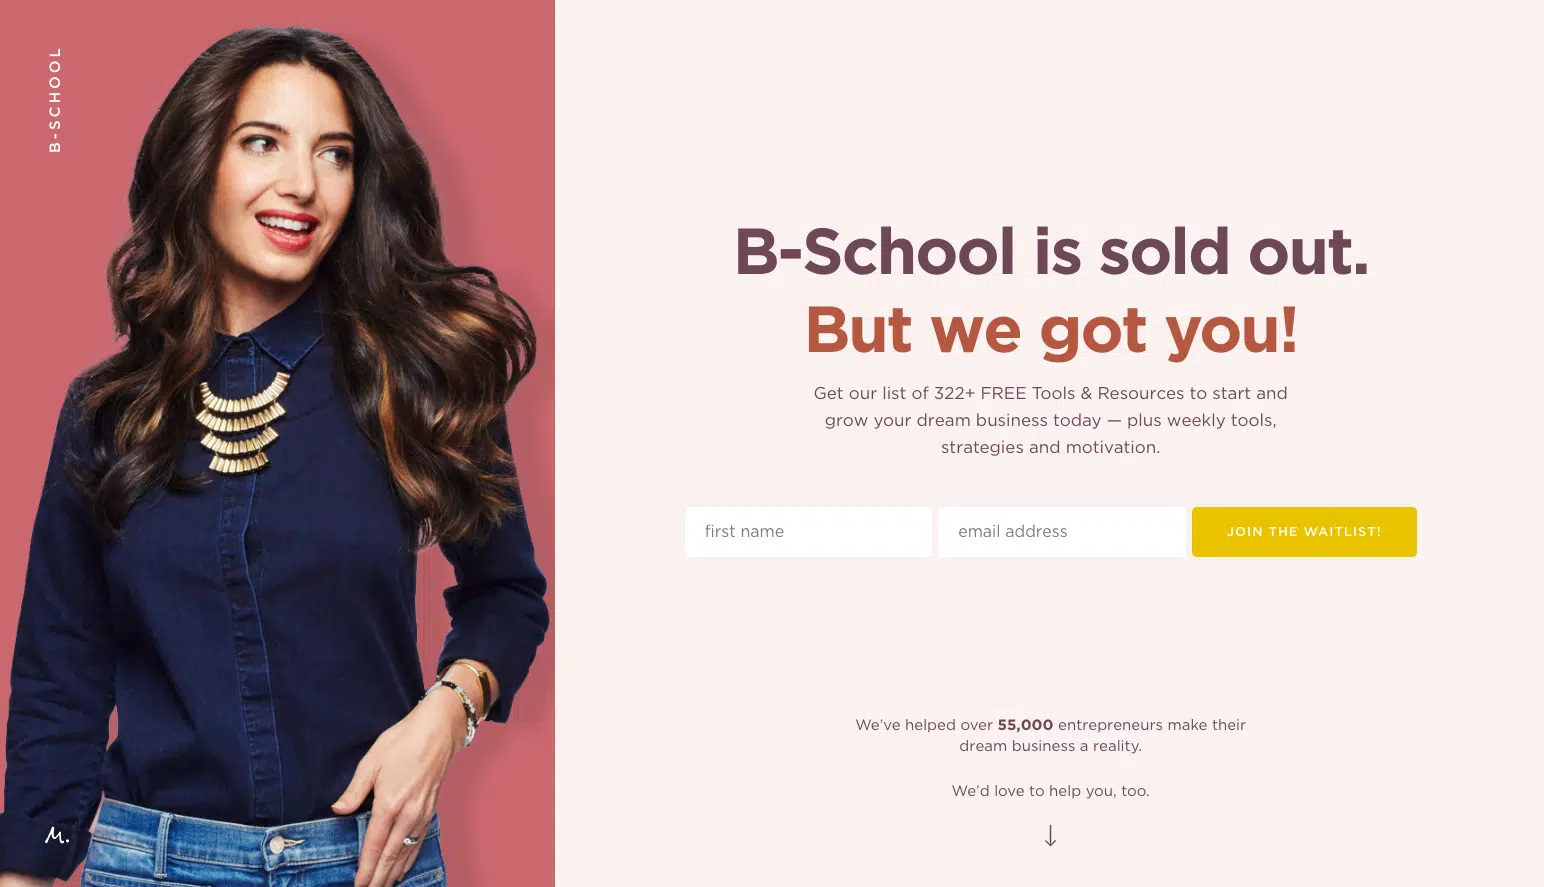 B-SCHOOL
B-School is sold out.
But we got you!
Get our list of 322+ FREE Tools & Resources to start and
grow your dream business today — plus weekly tools,
strategies and motivation.
first name
email address
JOIN THE WAITLIST!
We’ve helped over 55,000 entrepreneurs make their
dream business a reality.
We’d love to help you, too.
M.